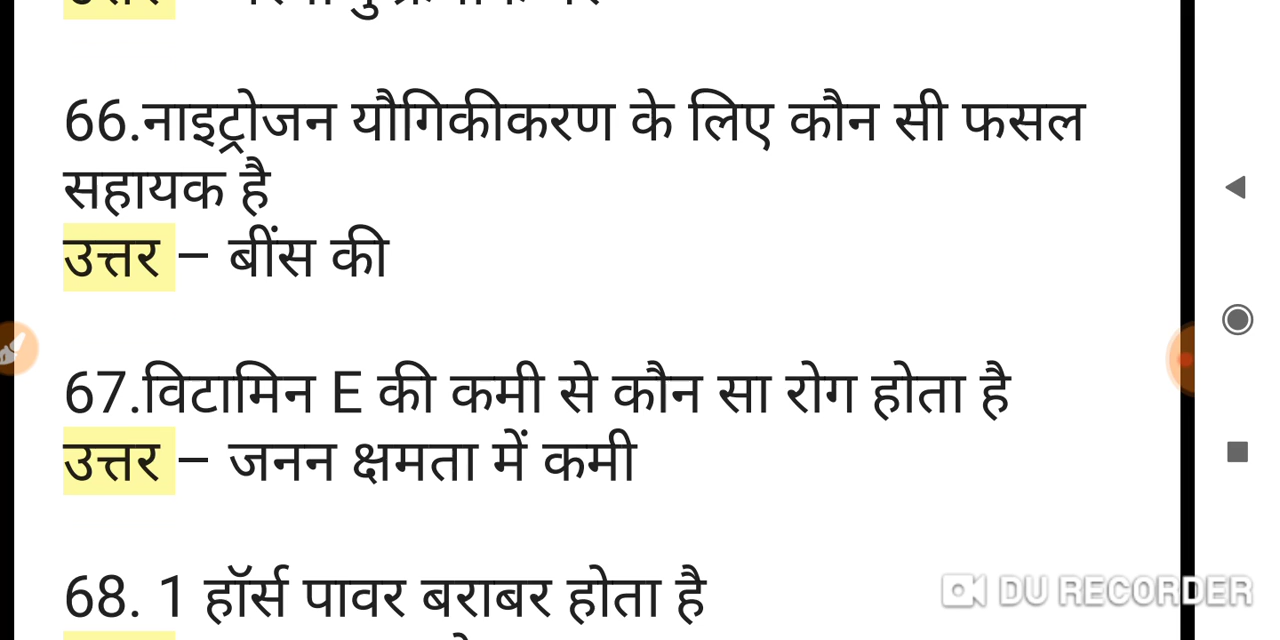 66.नाइट्रोजन यौगिकीकरण के लिए कौन सी फसल
सहायक है
उत्तर – बींस की
67.विटामिन E की कमी से कौन सा रोग होता है
उत्तर – जनन क्षमता में कमी
68. 1 हॉर्स पावर बराबर होता है
DU RECORDER